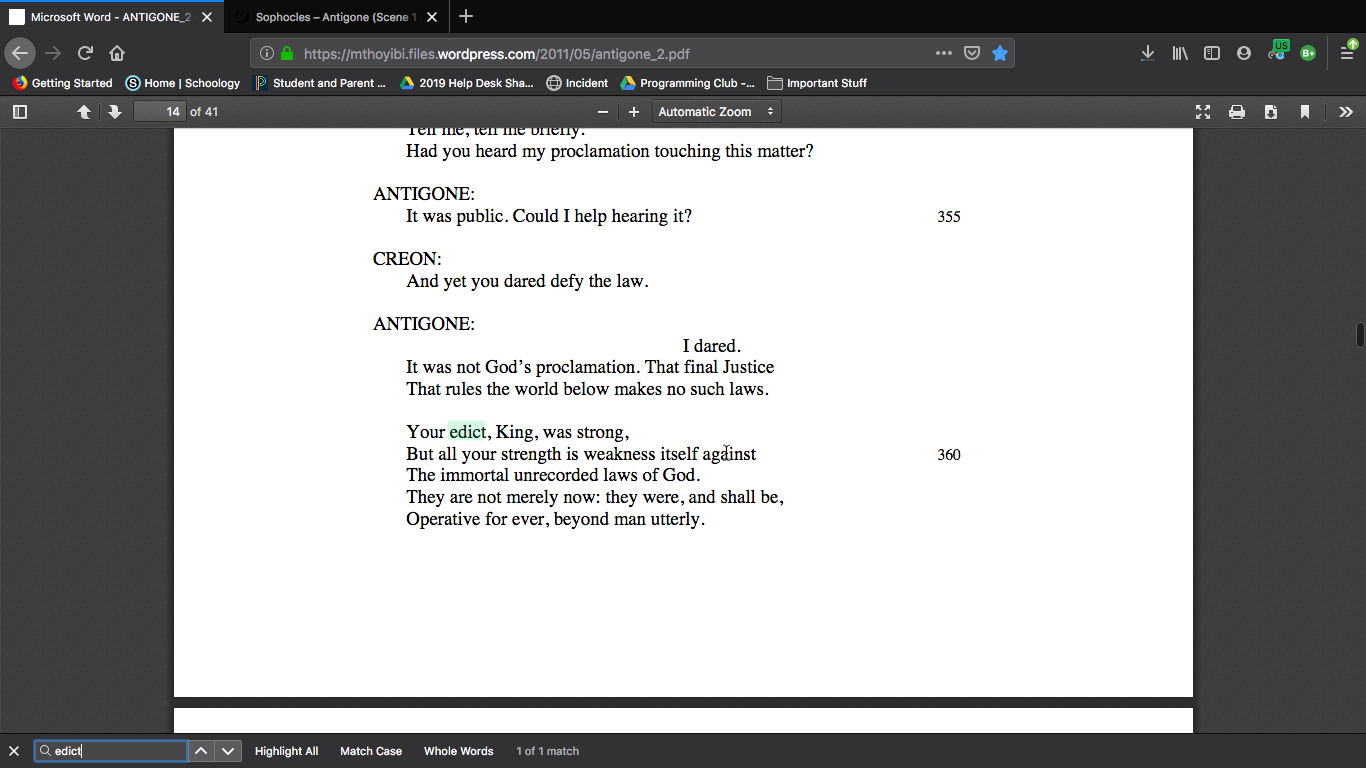 Microsoft Word - ANTIGONE_2
Sophocles – Antigone (Scene 1
https://mthoyibi.files.wordpress.com/2011/05/antigone_2.pdf
US
B+
Getting Started
Home | Schoology
Student and Parent ...
2019 Help Desk Sha...
Incident
Programming Club -...
Important Stuff
14 of 41
Automatic Zoom
Tell me, tell me briefly:
Had you heard my proclamation touching this matter?
ANTIGONE:
It was public. Could I help hearing it? 355
CREON:
And yet you dared defy the law.
ANTIGONE:
I dared.
It was not God’s proclamation. That final Justice
That rules the world below makes no such laws.
Your edict, King, was strong,
But all your strength is weakness itself against 360
The immortal unrecorded laws of God.
They are not merely now: they were, and shall be,
Operative for ever, beyond man utterly.
edict
Highlight All
Match Case
Whole Words
1 of 1 match